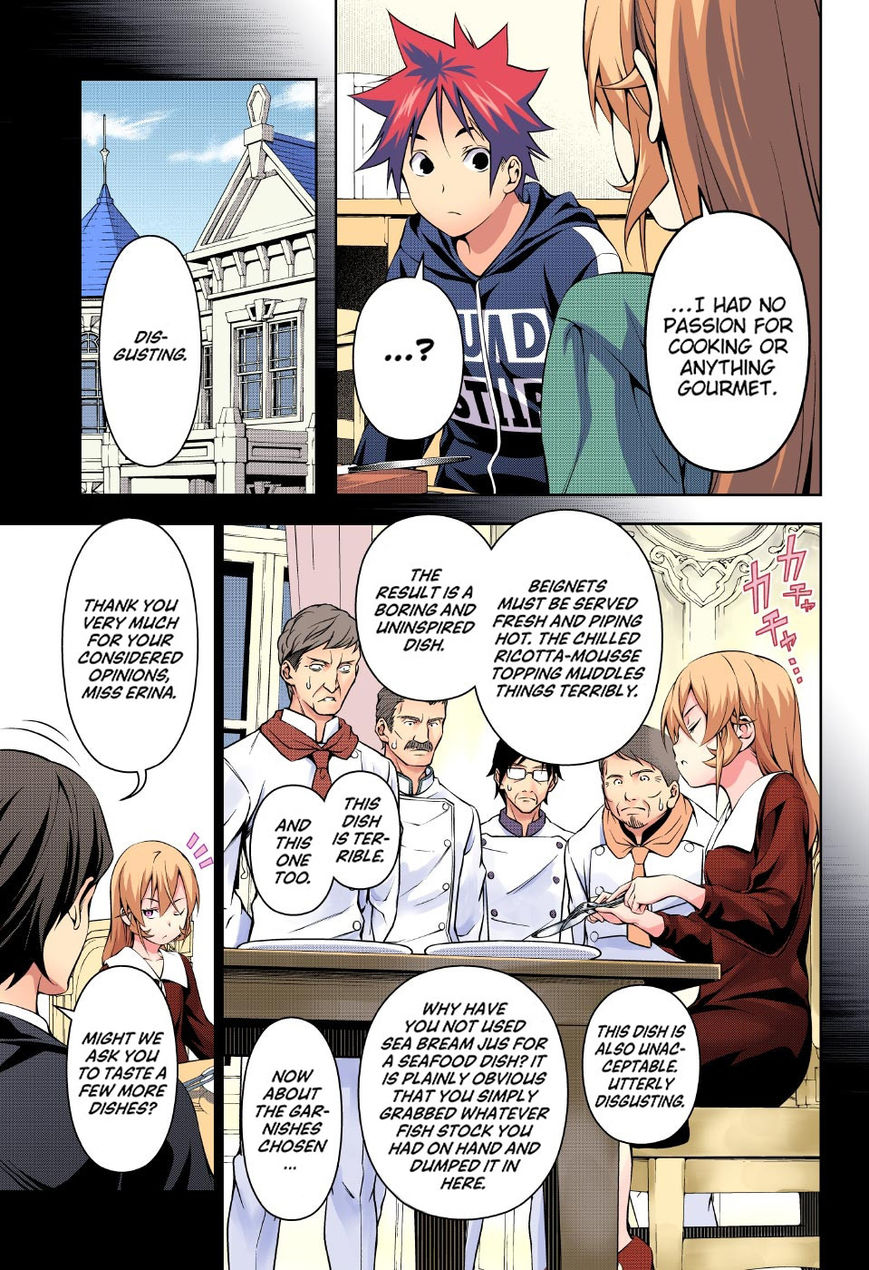 ...I HAD NO
PASSION FOR
COOKING OR
ANYTHING
GOURMET.
...?
DIS-
GUSTING.
BEIGNETS
MUST BE SERVED
FRESH AND PIPING
HOT. THE CHILLED
RICOTTA-MOUSSE
TOPPING MUDDLES
THINGS TERRIBLY.
THE
RESULT IS A
BORING AND
UNINSPIRED
DISH.
カチャ
カチャ...
THIS
DISH
IS TER-
RIBLE.
AND
THIS
ONE
TOO.
THIS DISH IS
ALSO UNAC-
CEPTABLE.
UTTERLY
DISGUSTING.
WHY HAVE
YOU NOT USED
SEA BREAM JUS FOR
A SEAFOOD DISH? IT
IS PLAINLY OBVIOUS
THAT YOU SIMPLY
GRABBED WHATEVER
FISH STOCK YOU
HAD ON HAND AND
DUMPED IT IN
HERE.
NOW
ABOUT
THE GAR-
NISHES
CHOSEN
...
THANK YOU
VERY MUCH
FOR YOUR
CONSIDERED
OPINIONS,
MISS ERINA.
MIGHT WE
ASK YOU
TO TASTE
A FEW MORE
DISHES?